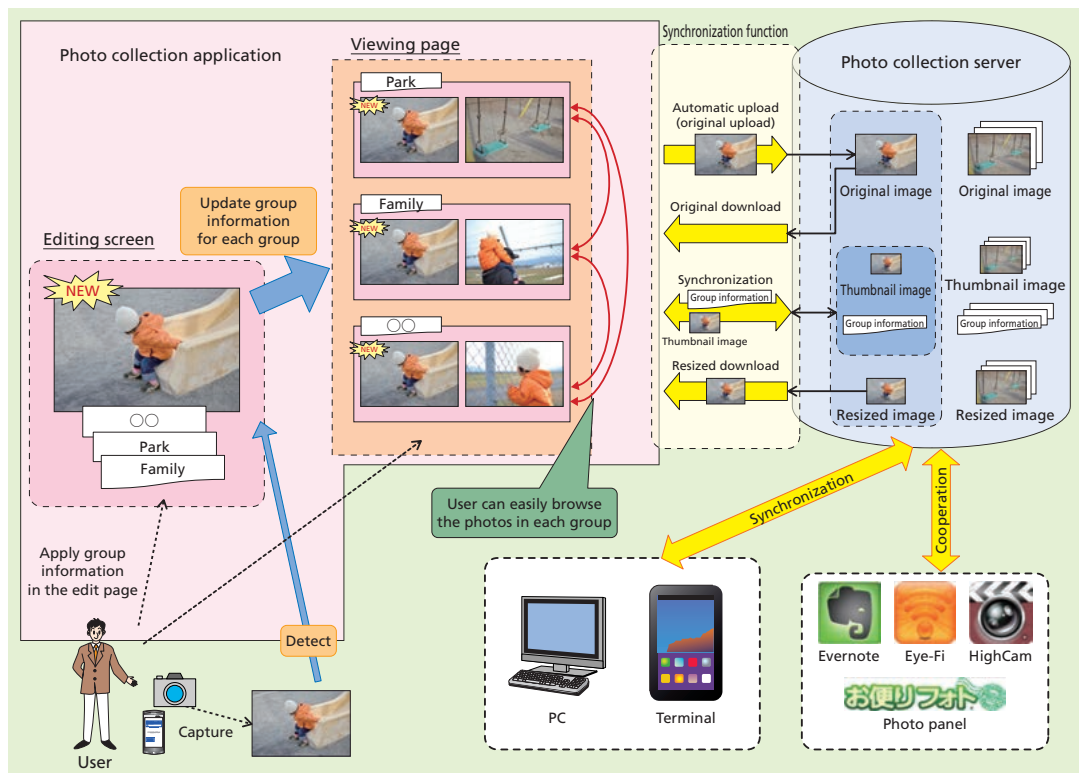 Photo collection application
Viewing page
Park
NEW
Family
NEW
○○
NEW
Editing screen
NEW
○○
Park
Family
Update group
information
for each group
Apply group
information
in the edit page
Detect
User
Capture
User can easily browse
the photos in each group
Synchronization function
Automatic upload
(original upload)
Original download
Synchronization
Group information
Thumbnail image
Resized download
Photo collection server
Original image
Original image
Thumbnail image
Thumbnail image
Group information
Group information
Resized image
Resized image
Synchronization
Cooperation
PC
Terminal
Evernote
Eye-Fi
HighCam
お便りフォト
Photo panel